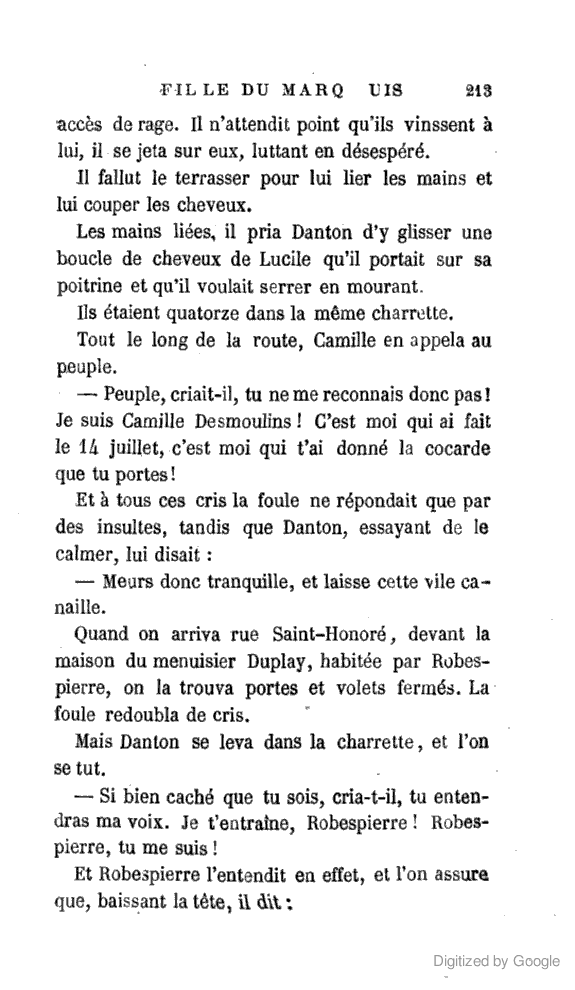 FILLE DU MARQ UIS 213
accès de rage. Il n'attendit point qu'ils vinssent à
lui, il se jeta sur eux, luttant en désespéré.
Il fallut le terrasser pour lui lier les mains et
lui couper les cheveux.
Les mains liées, il pria Danton d'y glisser une
boucle de cheveux de Lucile qu'il portait sur sa
poitrine et qu'il voulait serrer en mourant.
Ils étaient quatorze dans la même charrette.
Tout le long de la route, Camille en appela au
peuple.
— Peuple, criait-il, tu ne me reconnais donc pas !
Je suis Camille Desmoulins ! C'est moi qui ai fait
le 14 juillet, c'est moi qui t'ai donné la cocarde
que tu portes !
Et à tous ces cris la foule ne répondait que par
des insultes, tandis que Danton, essayant de le
calmer, lui disait :
— Meurs donc tranquille, et laisse cette vile ca-
naille.
Quand on arriva rue Saint-Honoré, devant la
maison du menuisier Duplay, habitée par Robes-
pierre, on la trouva portes et volets fermés. La
foule redoubla de cris.
Mais Danton se leva dans la charrette, et l'on
se tut.
— Si bien caché que tu sois, cria-t-il, tu enten-
dras ma voix. Je t'entraîne, Robespierre ! Robes-
pierre, tu me suis !
Et Robespierre l'entendit en effet, et l'on assure
que, baissant la tête, il dit :
Digitized by Google